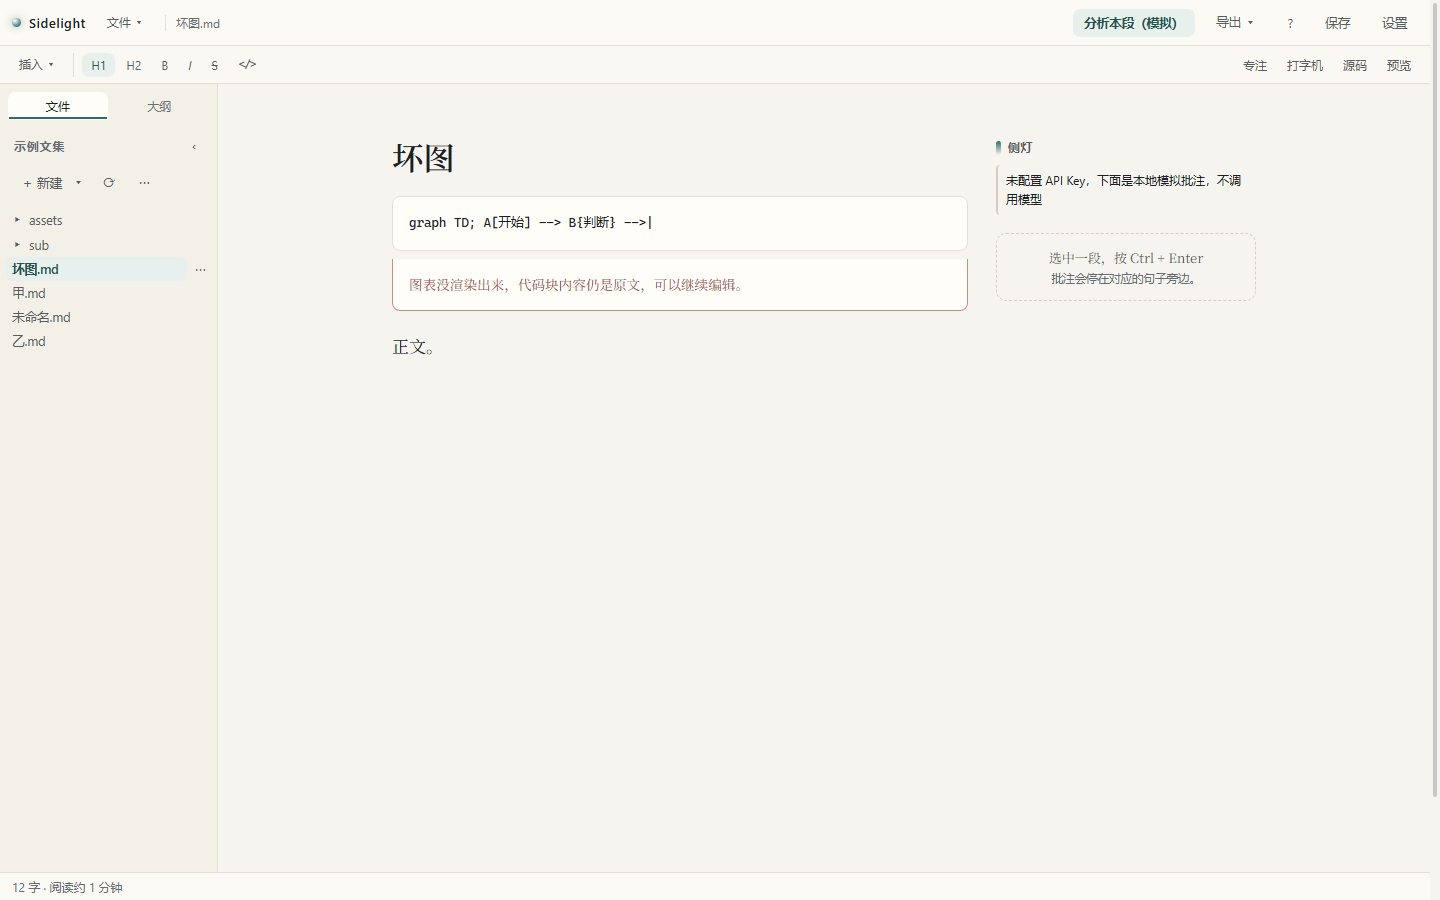 Sidelight 文件 坏图.md 分析本段（模拟） 导出 ? 保存 设置
插入 H1 H2 B I S </> 专注 打字机 源码 预览
文件 大纲
示例文集 ‹
+ 新建 ···
assets
sub
坏图.md ···
甲.md
未命名.md
乙.md
坏图
graph TD; A[开始] --> B{判断} -->|
图表没渲染出来，代码块内容仍是原文，可以继续编辑。
正文。
侧灯
未配置 API Key，下面是本地模拟批注，不调
用模型
选中一段，按 Ctrl + Enter
批注会停在对应的句子旁边。
12 字 · 阅读约 1 分钟